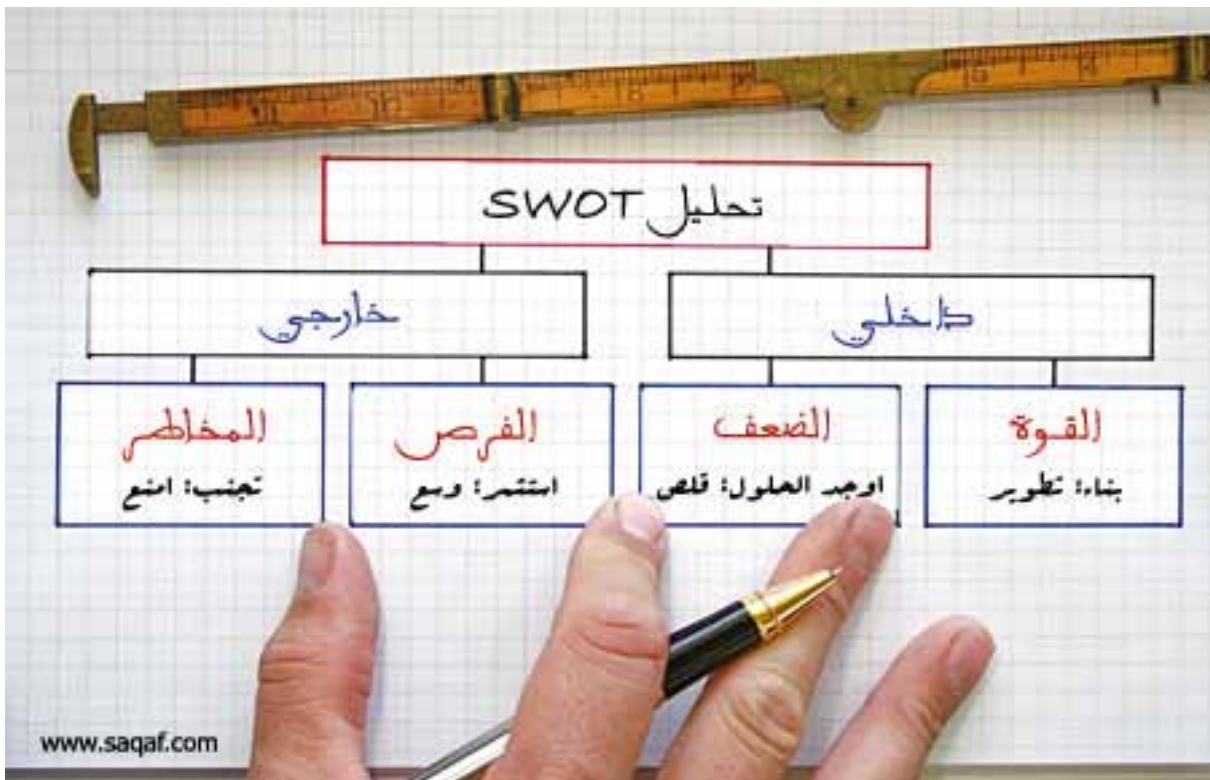 تحليل SWOT
داخلي
خارجي
القوة
بناء: تطوير
الضعف
اوجد الحلول: قلص
الفرص
استثمر: وسع
المخاطر
تجنب: امنع
www.saqaf.com